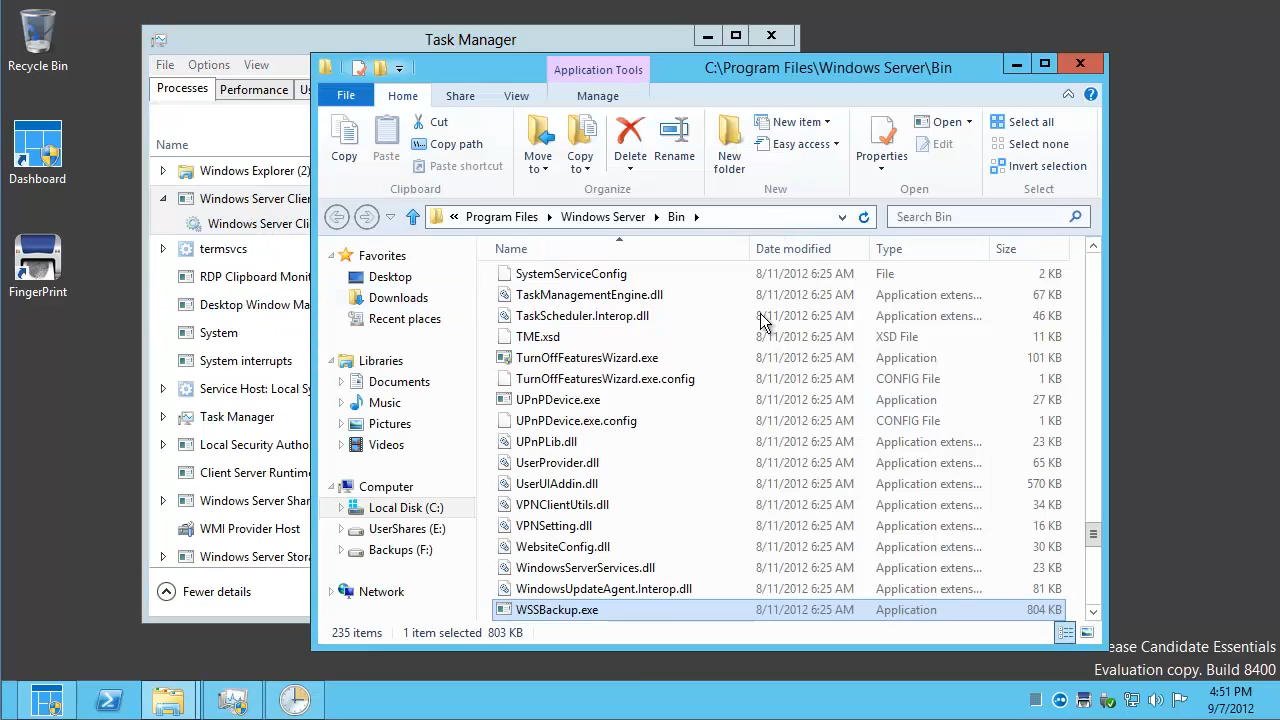 Recycle Bin
Dashboard
FingerPrint
Task Manager
File Options View
Processes Performance Us
Name
Windows Explorer (2)
Windows Server Clien
Windows Server Cli
termsvcs
RDP Clipboard Monit
Desktop Window Ma
System
System interrupts
Service Host: Local S
Task Manager
Local Security Autho
Client Server Runtime
Windows Server Shar
WMI Provider Host
Windows Server Stora
Fewer details
Application Tools
C:\Program Files\Windows Server\Bin
File Home Share View Manage
Copy
Paste
Cut
Copy path
Paste shortcut
Clipboard
Move to
Copy to
Delete
Rename
Organize
New folder
New item
Easy access
New
Properties
Open
Edit
Open
Select all
Select none
Invert selection
Select
« Program Files Windows Server Bin
Search Bin
Favorites
Desktop
Downloads
Recent places
Libraries
Documents
Music
Pictures
Videos
Computer
Local Disk (C:)
UserShares (E:)
Backups (F:)
Network
Name Date modified Type Size
SystemServiceConfig 8/11/2012 6:25 AM File 2 KB
TaskManagementEngine.dll 8/11/2012 6:25 AM Application extens... 67 KB
TaskScheduler.Interop.dll 8/11/2012 6:25 AM Application extens... 46 KB
TME.xsd 8/11/2012 6:25 AM XSD File 11 KB
TurnOffFeaturesWizard.exe 8/11/2012 6:25 AM Application 101 KB
TurnOffFeaturesWizard.exe.config 8/11/2012 6:25 AM CONFIG File 1 KB
UPnPDevice.exe 8/11/2012 6:25 AM Application 27 KB
UPnPDevice.exe.config 8/11/2012 6:25 AM CONFIG File 1 KB
UPnPLib.dll 8/11/2012 6:25 AM Application extens... 23 KB
UserProvider.dll 8/11/2012 6:25 AM Application extens... 65 KB
UserUIAddin.dll 8/11/2012 6:25 AM Application extens... 570 KB
VPNClientUtils.dll 8/11/2012 6:25 AM Application extens... 34 KB
VPNSetting.dll 8/11/2012 6:25 AM Application extens... 16 KB
WebsiteConfig.dll 8/11/2012 6:25 AM Application extens... 30 KB
WindowsServerServices.dll 8/11/2012 6:25 AM Application extens... 23 KB
WindowsUpdateAgent.Interop.dll 8/11/2012 6:25 AM Application extens... 81 KB
WSSBackup.exe 8/11/2012 6:25 AM Application 804 KB
235 items 1 item selected 803 KB
ease Candidate Essentials
Evaluation copy. Build 8400
4:51 PM
9/7/2012